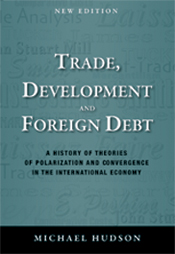 NEW EDITION
TRADE,
DEVELOPMENT
AND
FOREIGN DEBT
A HISTORY OF THEORIES
OF POLARIZATION AND CONVERGENCE
IN THE INTERNATIONAL ECONOMY
MICHAEL HUDSON